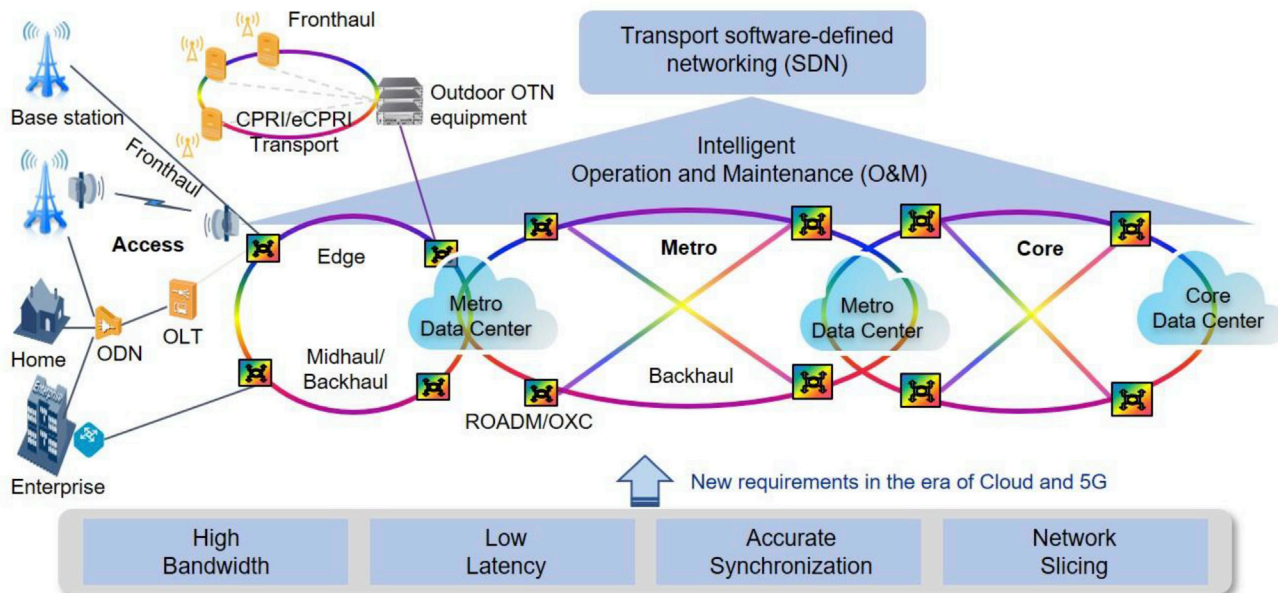 Fronthaul
Transport software-defined
networking (SDN)
Base station
CPRI/eCPRI
Transport
Outdoor OTN
equipment
Fronthaul
Intelligent
Operation and Maintenance (O&M)
Access
Edge
Metro
Core
Metro
Data Center
Metro
Data Center
Core
Data Center
OLT
ODN
Home
Midhaul/
Backhaul
Backhaul
Enterprise
ROADM/OXC
Enterprise
New requirements in the era of Cloud and 5G
High
Bandwidth
Low
Latency
Accurate
Synchronization
Network
Slicing